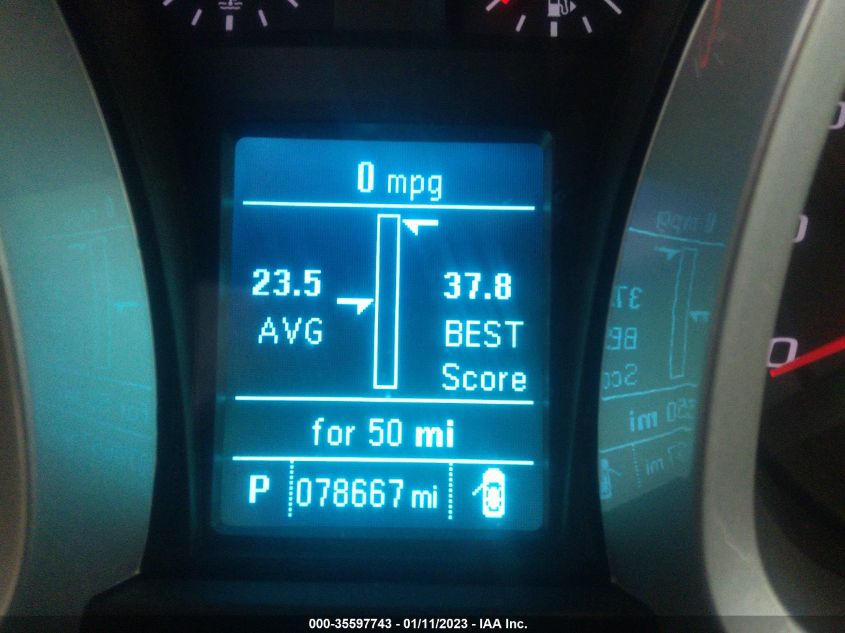 0 mpg
23.5
AVG
37.8
BEST
Score
for 50 mi
P 078667 mi
0
000-35597743 - 01/11/2023 - IAA Inc.